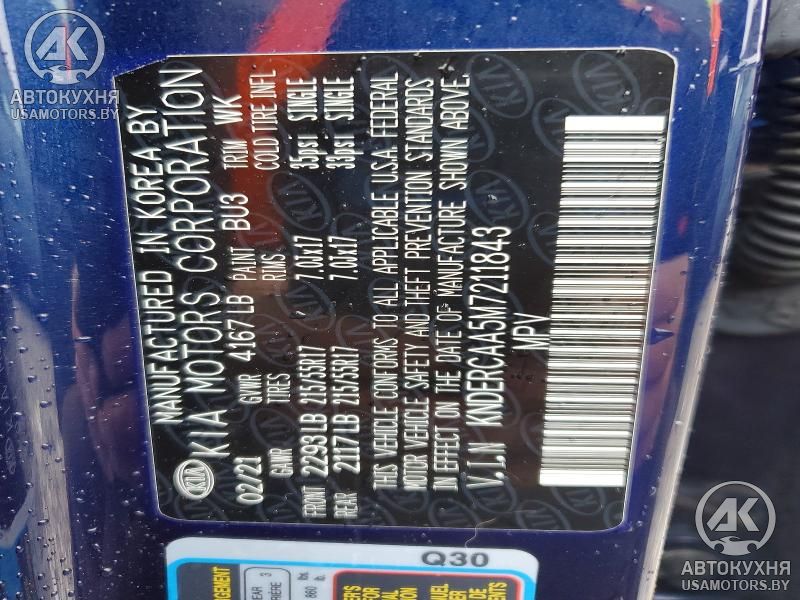 MANUFACTURED IN KOREA BY
KIA KIA MOTORS CORPORATION
02/21 GVWR 4167 LB PAINT BU3 TRIM WK
GAWR TIRES RIMS COLD TIRE INFL
FRONT 2293 LB 215/55R17 7.0JX17 35psi SINGLE
REAR 2117 LB 215/55R17 7.0JX17 33psi SINGLE
THIS VEHICLE CONFORMS TO ALL APPLICABLE U.S.A. FEDERAL
MOTOR VEHICLE SAFETY AND THEFT PREVENTION STANDARDS
IN EFFECT ON THE DATE OF MANUFACTURE SHOWN ABOVE.
V.I.N KNDERCAA5M7211843
MPV
Q30
AK
АВТОКУХНЯ
USAMOTORS.BY
AK
АВТОКУХНЯ
USAMOTORS.BY